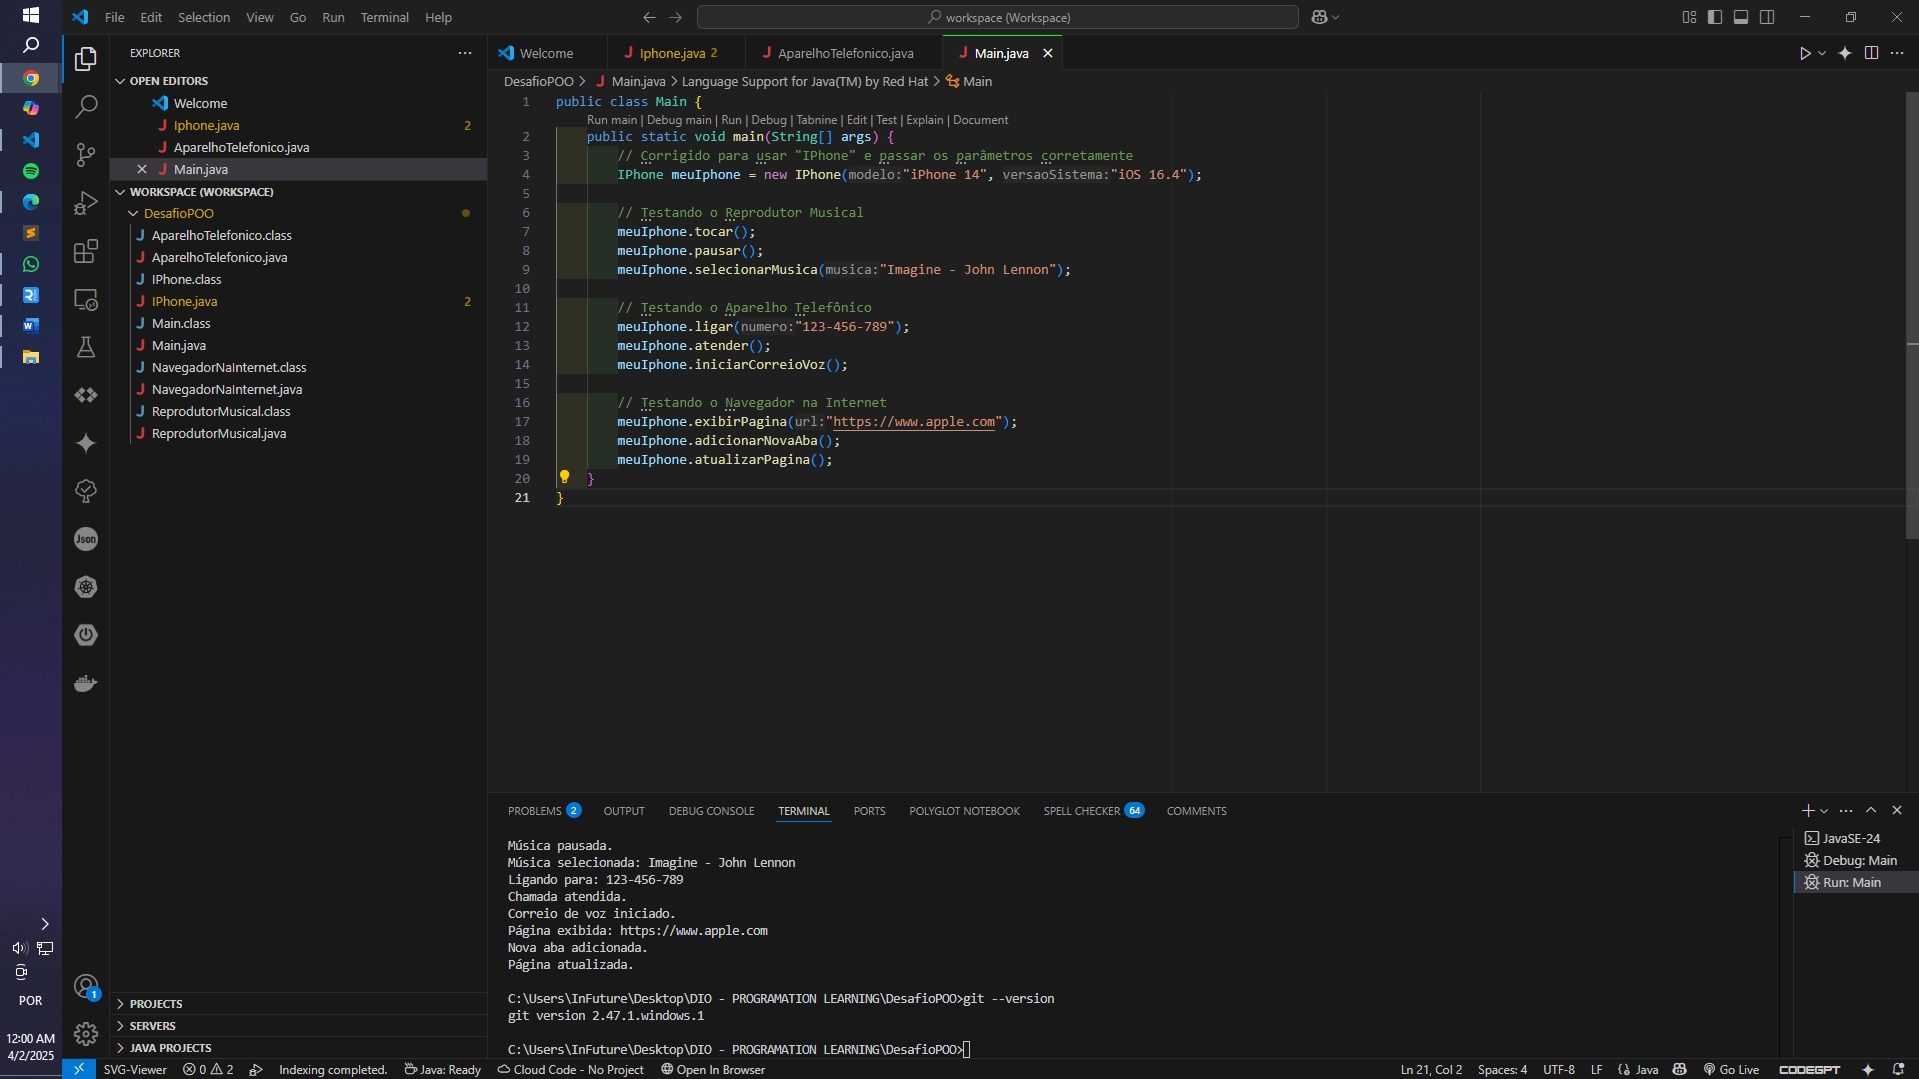 File Edit Selection View Go Run Terminal Help
workspace (Workspace)
EXPLORER
OPEN EDITORS
Welcome
Iphone.java 2
AparelhoTelefonico.java
Main.java
WORKSPACE (WORKSPACE)
DesafioPOO
AparelhoTelefonico.class
AparelhoTelefonico.java
IPhone.class
IPhone.java 2
Main.class
Main.java
NavegadorNaInternet.class
NavegadorNaInternet.java
ReprodutorMusical.class
ReprodutorMusical.java
PROJECTS
SERVERS
JAVA PROJECTS
Json
1
POR
12:00 AM
4/2/2025
Welcome Iphone.java 2 AparelhoTelefonico.java Main.java
DesafioPOO > Main.java > Language Support for Java(TM) by Red Hat > Main
1 public class Main {
Run main | Debug main | Run | Debug | Tabnine | Edit | Test | Explain | Document
2 public static void main(String[] args) {
3 // Corrigido para usar "IPhone" e passar os parâmetros corretamente
4 IPhone meuIphone = new IPhone(modelo:"iPhone 14", versaoSistema:"iOS 16.4");
5
6 // Testando o Reprodutor Musical
7 meuIphone.tocar();
8 meuIphone.pausar();
9 meuIphone.selecionarMusica(musica:"Imagine - John Lennon");
10
11 // Testando o Aparelho Telefônico
12 meuIphone.ligar(numero:"123-456-789");
13 meuIphone.atender();
14 meuIphone.iniciarCorreioVoz();
15
16 // Testando o Navegador na Internet
17 meuIphone.exibirPagina(url:"https://www.apple.com");
18 meuIphone.adicionarNovaAba();
19 meuIphone.atualizarPagina();
20 }
21 }
PROBLEMS 2 OUTPUT DEBUG CONSOLE TERMINAL PORTS POLYGLOT NOTEBOOK SPELL CHECKER 64 COMMENTS
Música pausada.
Música selecionada: Imagine - John Lennon
Ligando para: 123-456-789
Chamada atendida.
Correio de voz iniciado.
Página exibida: https://www.apple.com
Nova aba adicionada.
Página atualizada.
C:\Users\InFuture\Desktop\DIO - PROGRAMATION LEARNING\DesafioPOO>git --version
git version 2.47.1.windows.1
C:\Users\InFuture\Desktop\DIO - PROGRAMATION LEARNING\DesafioPOO>
JavaSE-24
Debug: Main
Run: Main
SVG-Viewer 0 2 Indexing completed. Java: Ready Cloud Code - No Project Open In Browser Ln 21, Col 2 Spaces: 4 UTF-8 LF {} Java Go Live CODEGPT